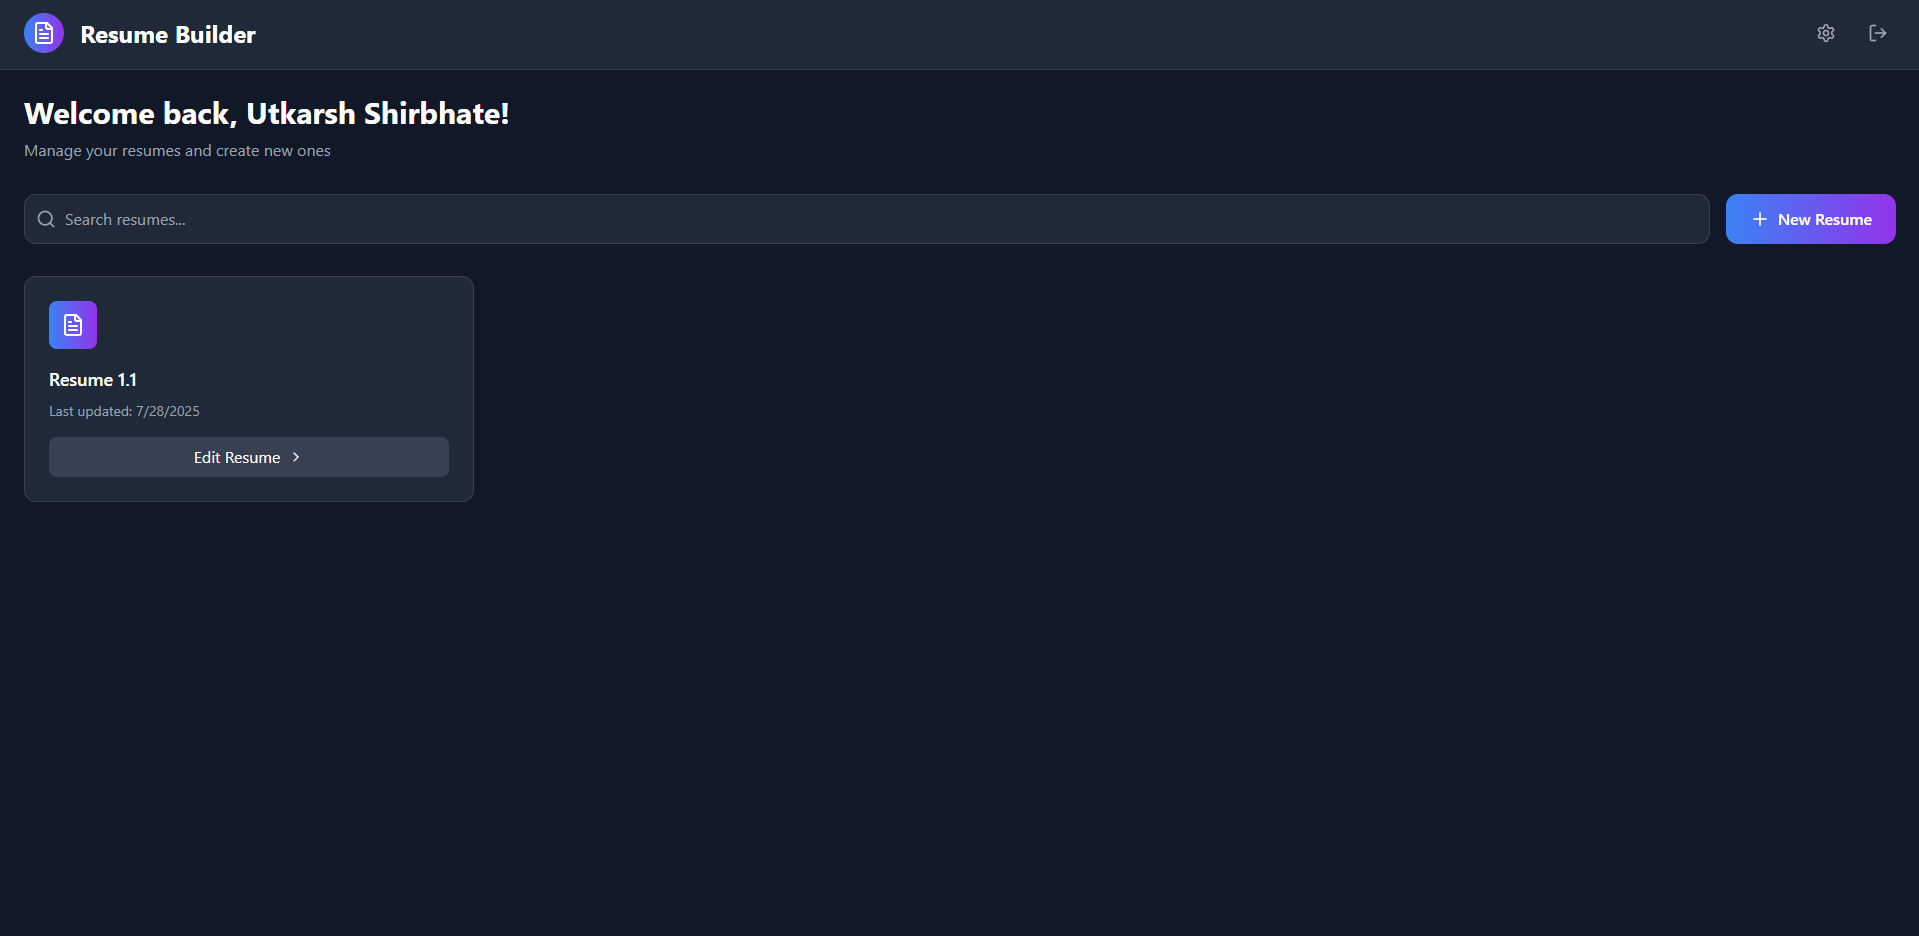 Resume Builder
Welcome back, Utkarsh Shirbhate!
Manage your resumes and create new ones
Search resumes...
New Resume
Resume 1.1
Last updated: 7/28/2025
Edit Resume